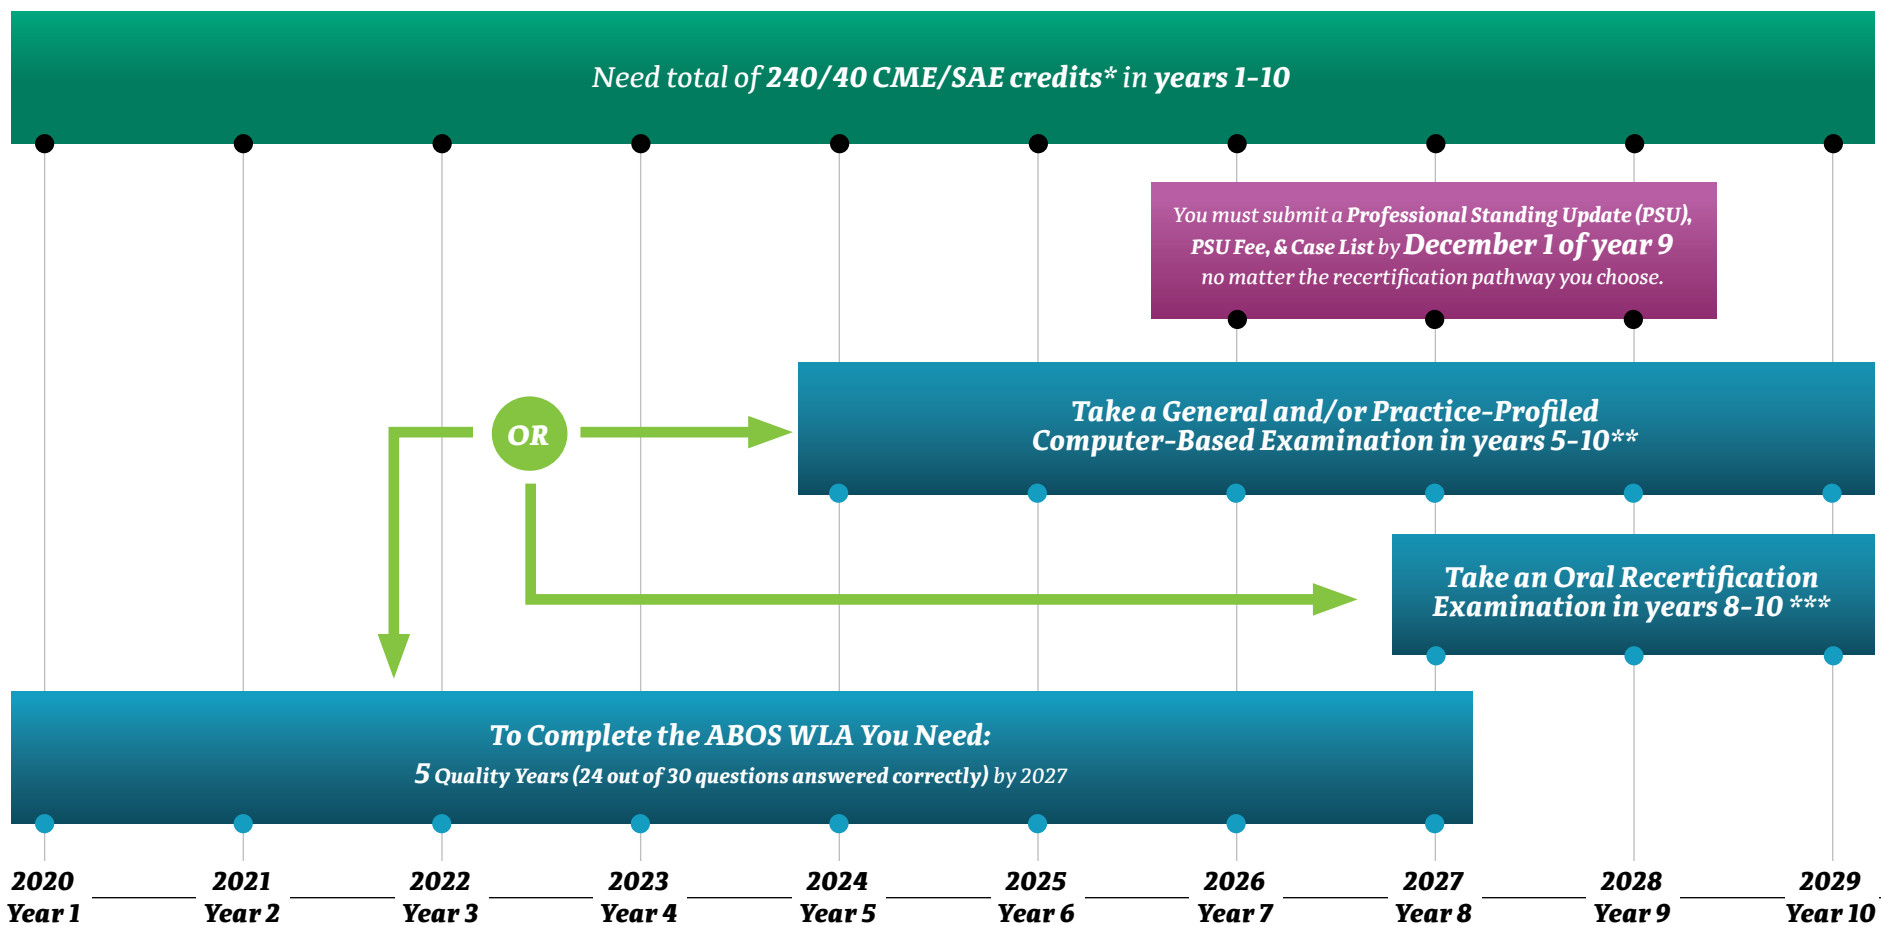 Need total of 240/40 CME/SAE credits* in years 1-10
You must submit a Professional Standing Update (PSU),
PSU Fee, & Case List by December 1 of year 9
no matter the recertification pathway you choose.
OR
Take a General and/or Practice-Profiled
Computer-Based Examination in years 5-10**
Take an Oral Recertification
Examination in years 8-10 ***
To Complete the ABOS WLA You Need:
5 Quality Years (24 out of 30 questions answered correctly) by 2027
2020 2021 2022 2023 2024 2025 2026 2027 2028 2029
Year 1 Year 2 Year 3 Year 4 Year 5 Year 6 Year 7 Year 8 Year 9 Year 10